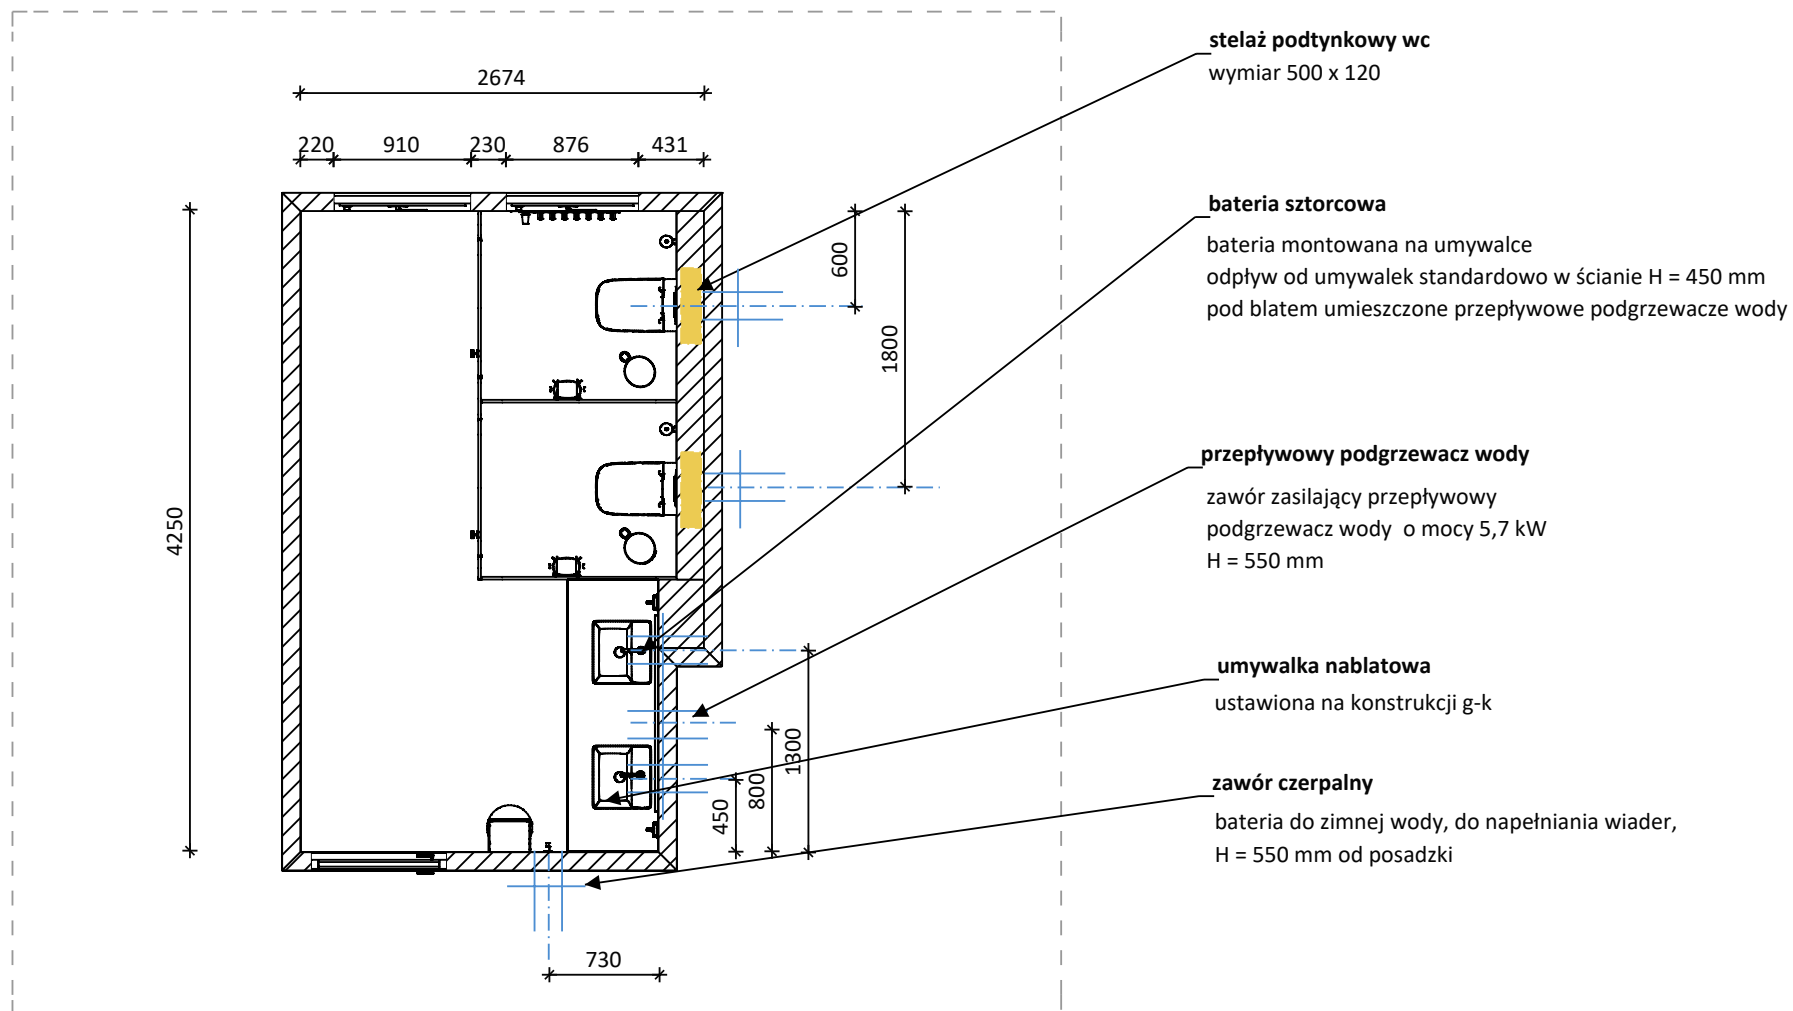 2674
220
910
230
876
431
600
1800
4250
1300
800
450
730
stelaż podtynkowy wc
wymiar 500 x 120
bateria sztorcowa
bateria montowana na umywalce
odpływ od umywalek standardowo w ścianie H = 450 mm
pod blatem umieszczone przepływowe podgrzewacze wody
przepływowy podgrzewacz wody
zawór zasilający przepływowy
podgrzewacz wody o mocy 5,7 kW
H = 550 mm
umywalka nablatowa
ustawiona na konstrukcji g-k
zawór czerpalny
bateria do zimnej wody, do napełniania wiader,
H = 550 mm od posadzki